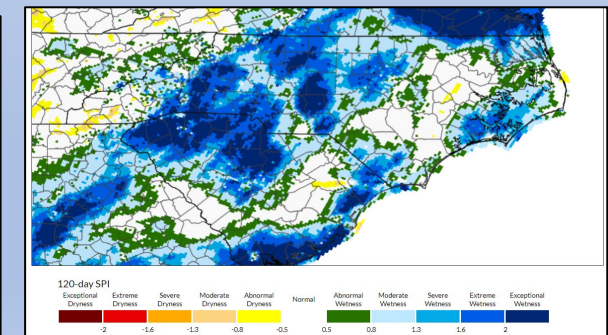 120-day SPI
Exceptional Extreme Severe Moderate Abnormal Normal Abnormal Moderate Severe Extreme Exceptional
Dryness Dryness Dryness Dryness Dryness Wetness Wetness Wetness Wetness Wetness
-2 -1.6 -1.3 -0.8 -0.5 0.5 0.8 1.3 1.6 2